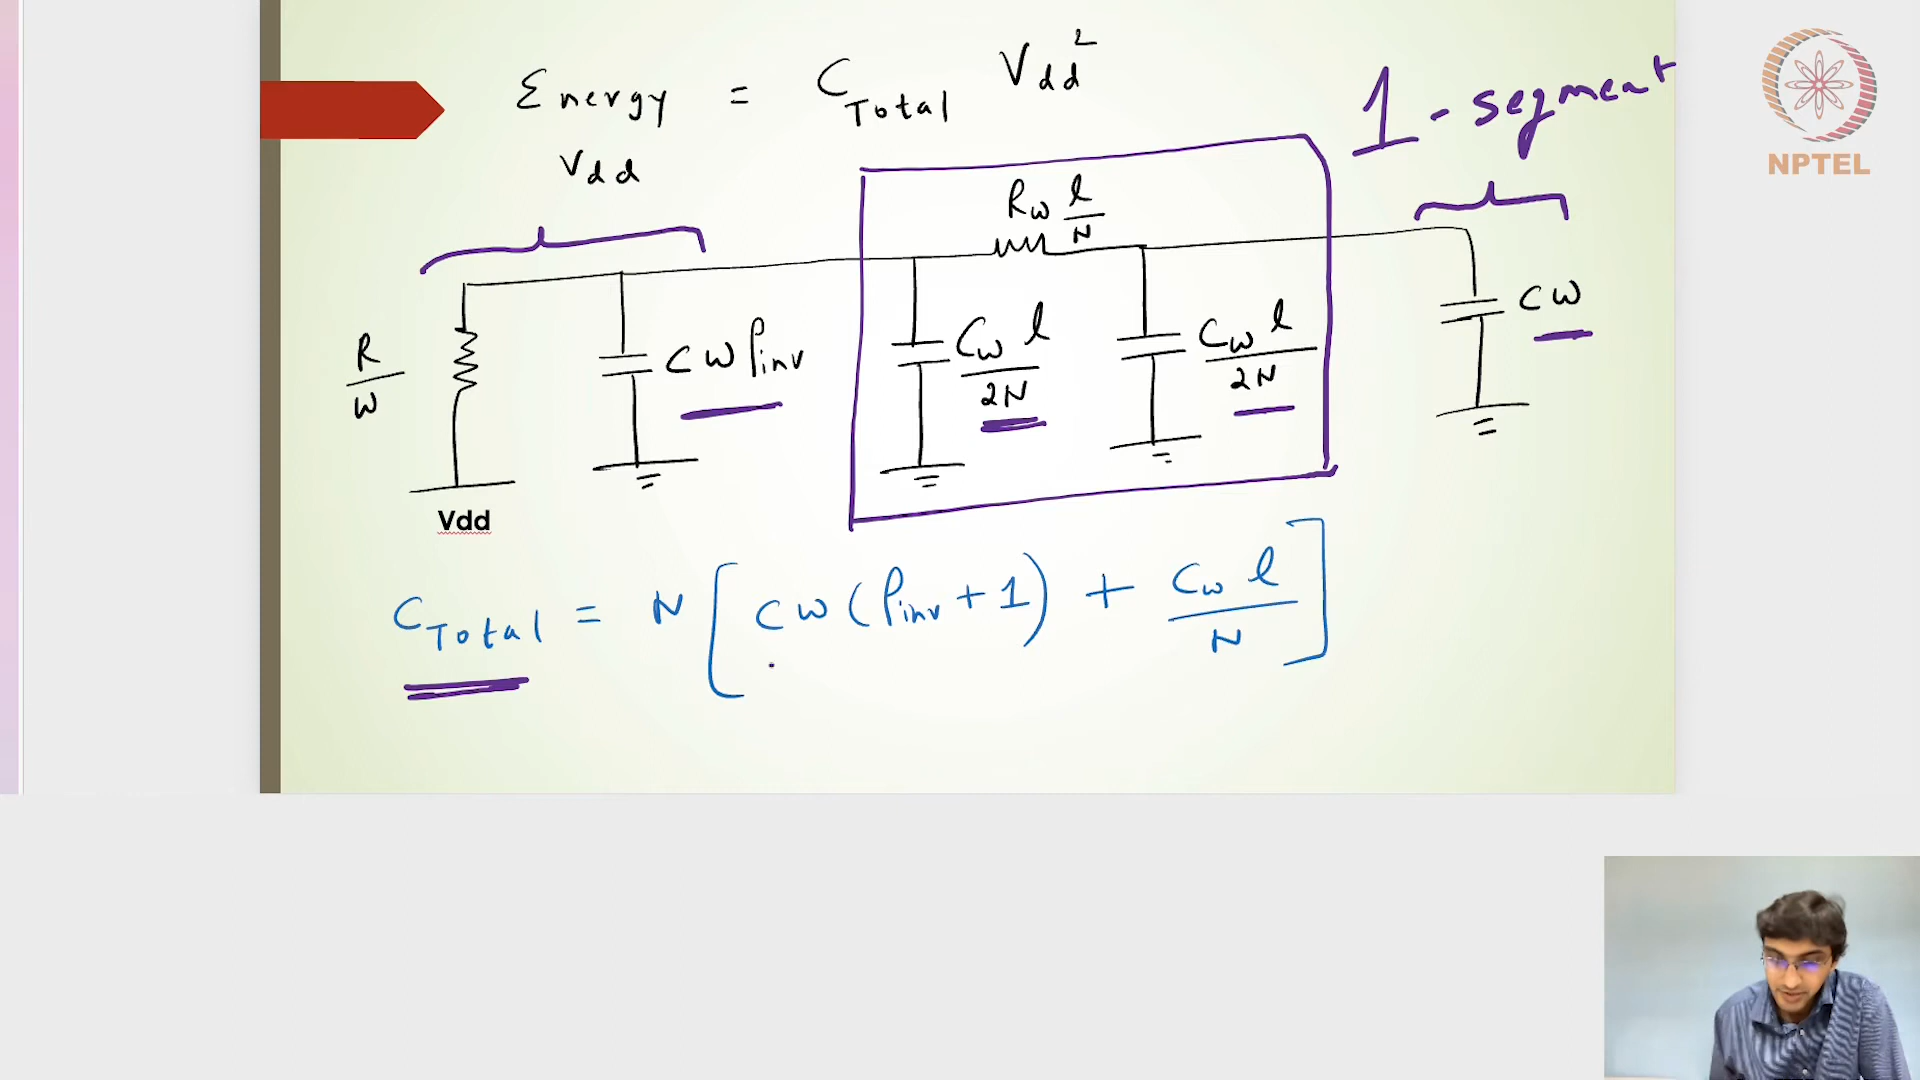 Energy = C_Total Vdd²
1 - segment
NPTEL
Vdd
R_w l/N
R/W
C W P_inv
C_w l/2N
C_w l/2N
C W
Vdd
C_Total = N [ C W (P_inv + 1) + C_w l/N ]